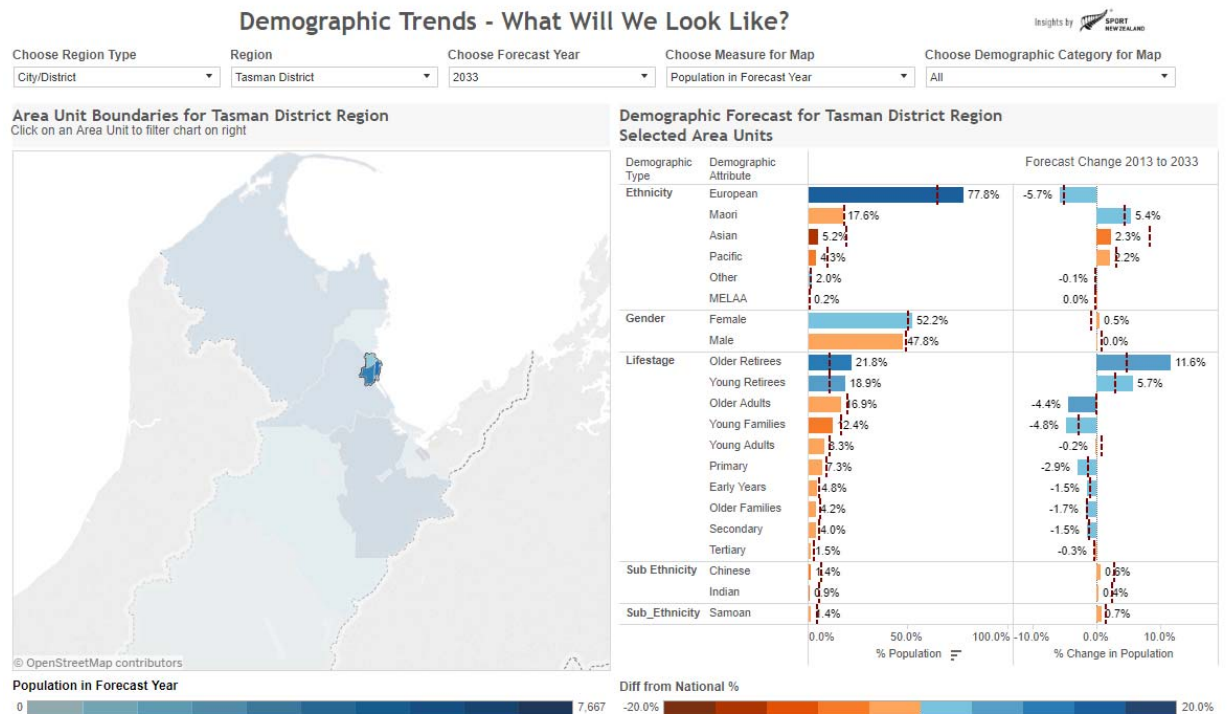 Demographic Trends - What Will We Look Like?
Insights by SPORT NEW ZEALAND
Choose Region Type
City/District
Region
Tasman District
Choose Forecast Year
2033
Choose Measure for Map
Population in Forecast Year
Choose Demographic Category for Map
All
Area Unit Boundaries for Tasman District Region
Click on an Area Unit to filter chart on right
© OpenStreetMap contributors
Population in Forecast Year
0 7,667
Demographic Forecast for Tasman District Region
Selected Area Units
Demographic Type Demographic Attribute Forecast Change 2013 to 2033
Ethnicity European 77.8% -5.7%
Maori 17.6% 5.4%
Asian 5.2% 2.3%
Pacific 4.3% 2.2%
Other 2.0% -0.1%
MELAA 0.2% 0.0%
Gender Female 52.2% 0.5%
Male 47.8% 0.0%
Lifestage Older Retirees 21.8% 11.6%
Young Retirees 18.9% 5.7%
Older Adults 16.9% -4.4%
Young Families 12.4% -4.8%
Young Adults 8.3% -0.2%
Primary 7.3% -2.9%
Early Years 4.8% -1.5%
Older Families 4.2% -1.7%
Secondary 4.0% -1.5%
Tertiary 1.5% -0.3%
Sub Ethnicity Chinese 1.4% 0.6%
Indian 0.9% 0.4%
Sub_Ethnicity Samoan 1.4% 0.7%
0.0% 50.0% 100.0% -10.0% 0.0% 10.0%
% Population % Change in Population
Diff from National %
-20.0% 20.0%